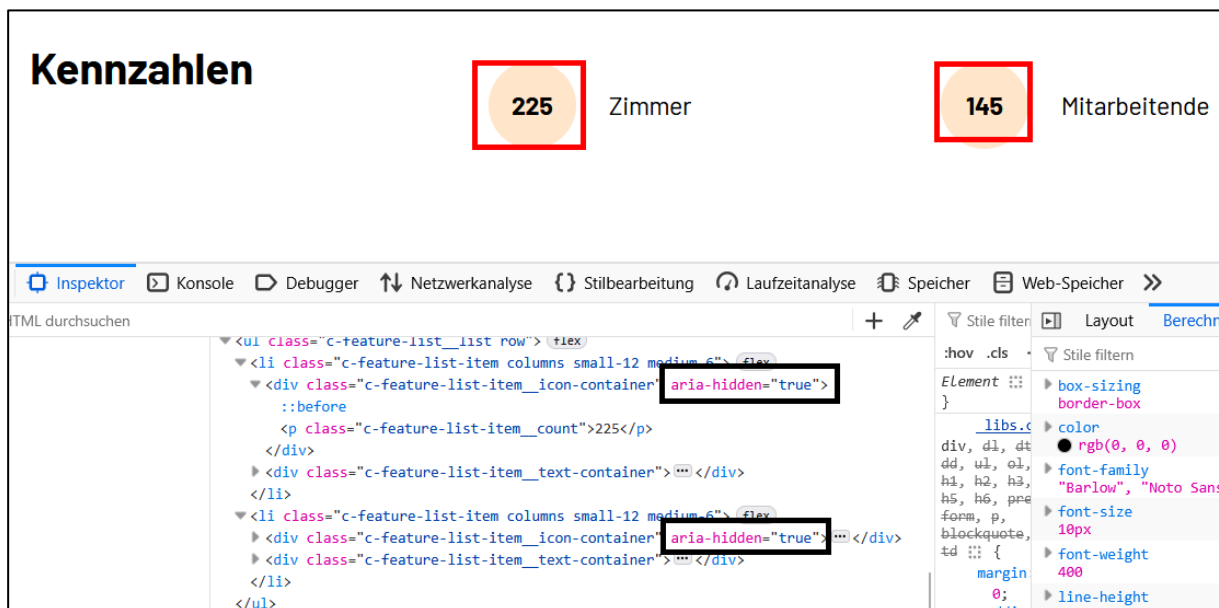 Kennzahlen
225 Zimmer 145 Mitarbeitende
Inspektor Konsole Debugger Netzwerkanalyse {} Stilbearbeitung Laufzeitanalyse Speicher Web-Speicher
HTML durchsuchen
<ul class="c-feature-list__list row"> flex
<li class="c-feature-list-item columns small-12 medium-6"> flex
<div class="c-feature-list-item__icon-container" aria-hidden="true">
::before
<p class="c-feature-list-item__count">225</p>
</div>
<div class="c-feature-list-item__text-container"> </div>
</li>
<li class="c-feature-list-item columns small-12 medium-6"> flex
<div class="c-feature-list-item__icon-container" aria-hidden="true"> </div>
<div class="c-feature-list-item__text-container"> </div>
</li>
</ul>
Stile filter
:hov .cls
Element
}
_libs.c
div, dl, dt
dd, ul, ol,
h1, h2, h3,
h5, h6, pre
form, p,
blockquote,
td {
margin
0;
Layout Berechn
Stile filtern
box-sizing
border-box
color
rgb(0, 0, 0)
font-family
"Barlow", "Noto Sans
font-size
10px
font-weight
400
line-height